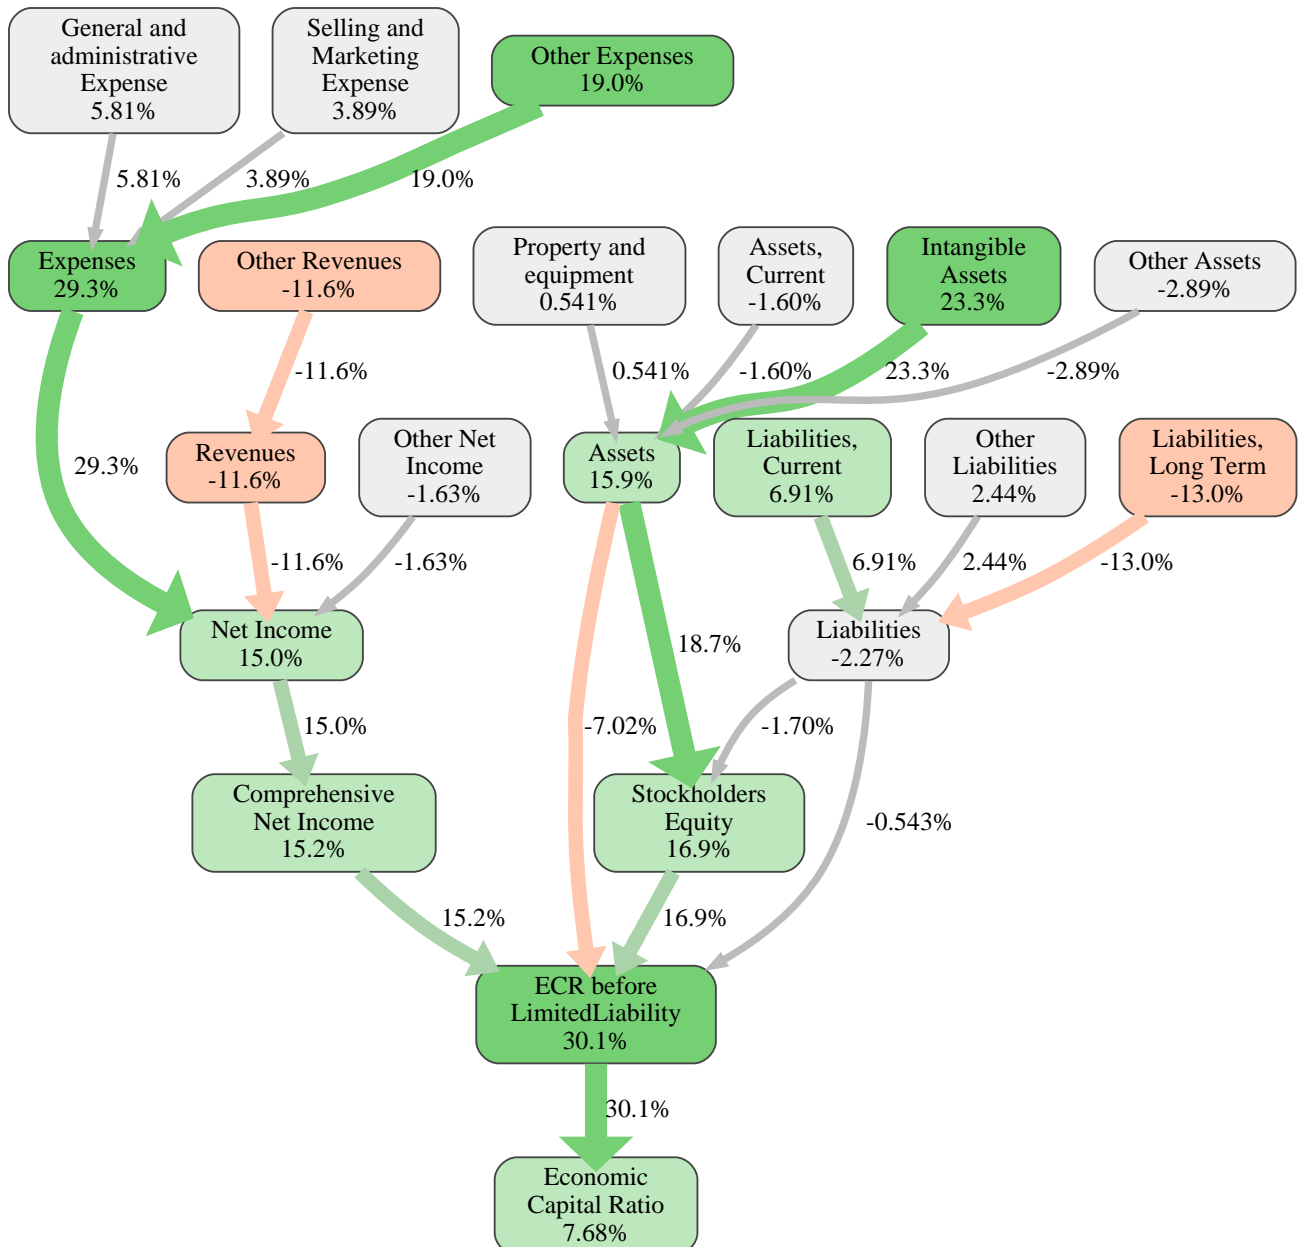 General and
administrative
Expense
5.81%
Selling and
Marketing
Expense
3.89%
Other Expenses
19.0%
5.81%
3.89%
19.0%
Expenses
29.3%
Other Revenues
-11.6%
Property and
equipment
0.541%
Assets,
Current
-1.60%
Intangible
Assets
23.3%
Other Assets
-2.89%
-11.6%
0.541%
-1.60%
23.3%
-2.89%
29.3%
Revenues
-11.6%
Other Net
Income
-1.63%
Assets
15.9%
Liabilities,
Current
6.91%
Other
Liabilities
2.44%
Liabilities,
Long Term
-13.0%
-11.6%
-1.63%
6.91%
2.44%
-13.0%
Net Income
15.0%
18.7%
Liabilities
-2.27%
15.0%
-7.02%
-1.70%
Comprehensive
Net Income
15.2%
Stockholders
Equity
16.9%
-0.543%
15.2%
16.9%
ECR before
LimitedLiability
30.1%
30.1%
Economic
Capital Ratio
7.68%